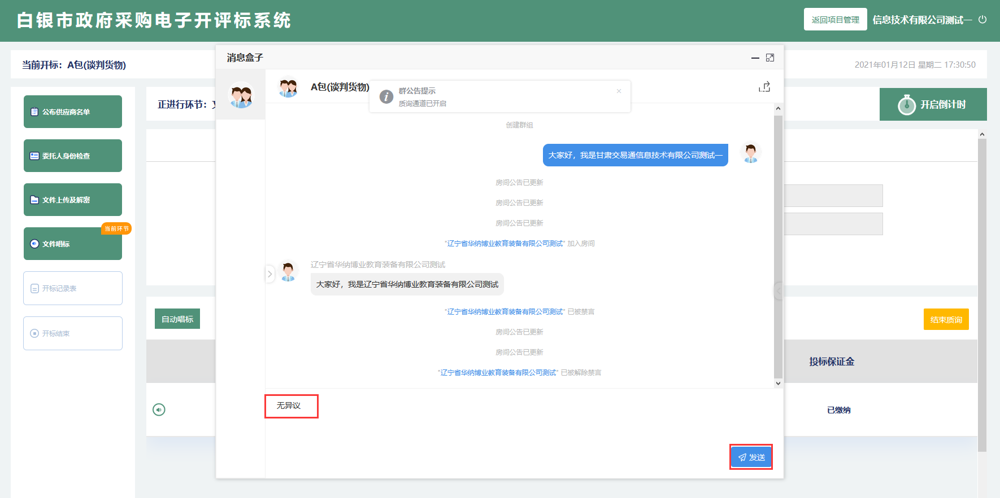 白银市政府采购电子开评标系统
返回项目管理
信息技术有限公司测试一
当前开标：A包(谈判货物)
2021年01月12日 星期二 17:30:50
消息盒子
公布供应商名单
委托人身份检查
文件上传及解密
当前环节
文件唱标
开标记录表
开标结束
正进行环节：
开启倒计时
A包(谈判货物)
群公告提示
质询通道已开启
创建群组
大家好，我是甘肃交易通信息技术有限公司测试一
房间公告已更新
房间公告已更新
房间公告已更新
"辽宁省华纳博业教育装备有限公司测试" 加入房间
辽宁省华纳博业教育装备有限公司测试
大家好，我是辽宁省华纳博业教育装备有限公司测试
"辽宁省华纳博业教育装备有限公司测试" 已被禁言
房间公告已更新
房间公告已更新
"辽宁省华纳博业教育装备有限公司测试" 已被解除禁言
自动唱标
结束质询
投标保证金
无异议
已缴纳
发送